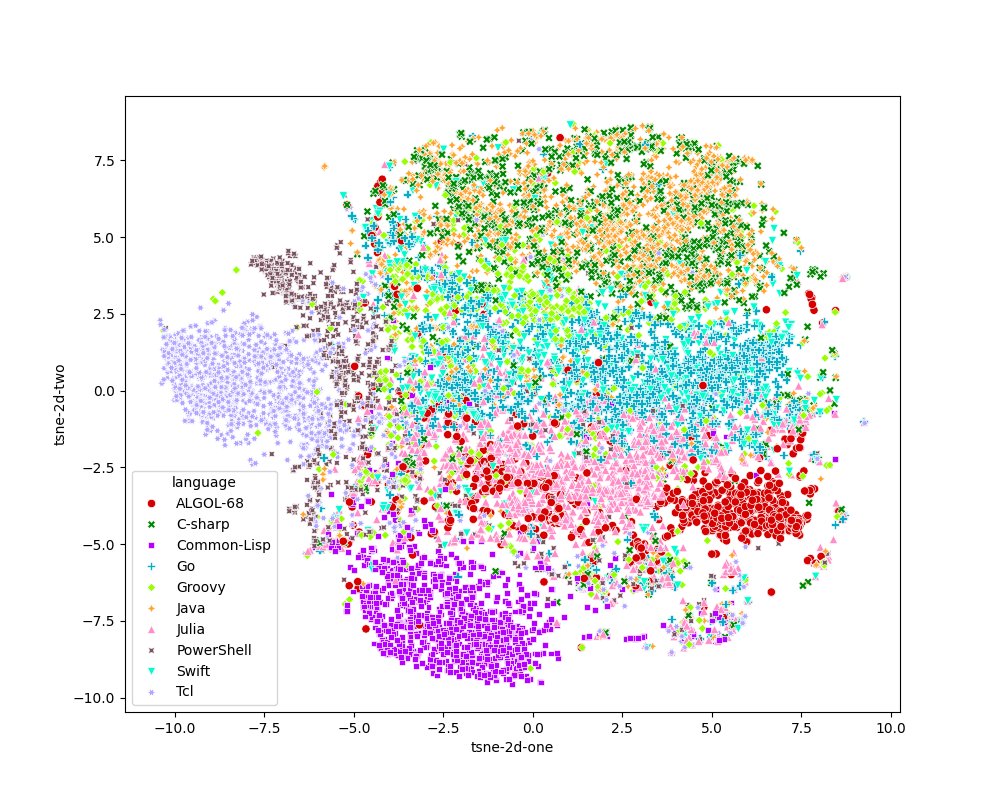 7.5
5.0
2.5
0.0
−2.5
−5.0
−7.5
−10.0
tsne-2d-two
language
ALGOL-68
C-sharp
Common-Lisp
Go
Groovy
Java
Julia
PowerShell
Swift
Tcl
−10.0 −7.5 −5.0 −2.5 0.0 2.5 5.0 7.5 10.0
tsne-2d-one